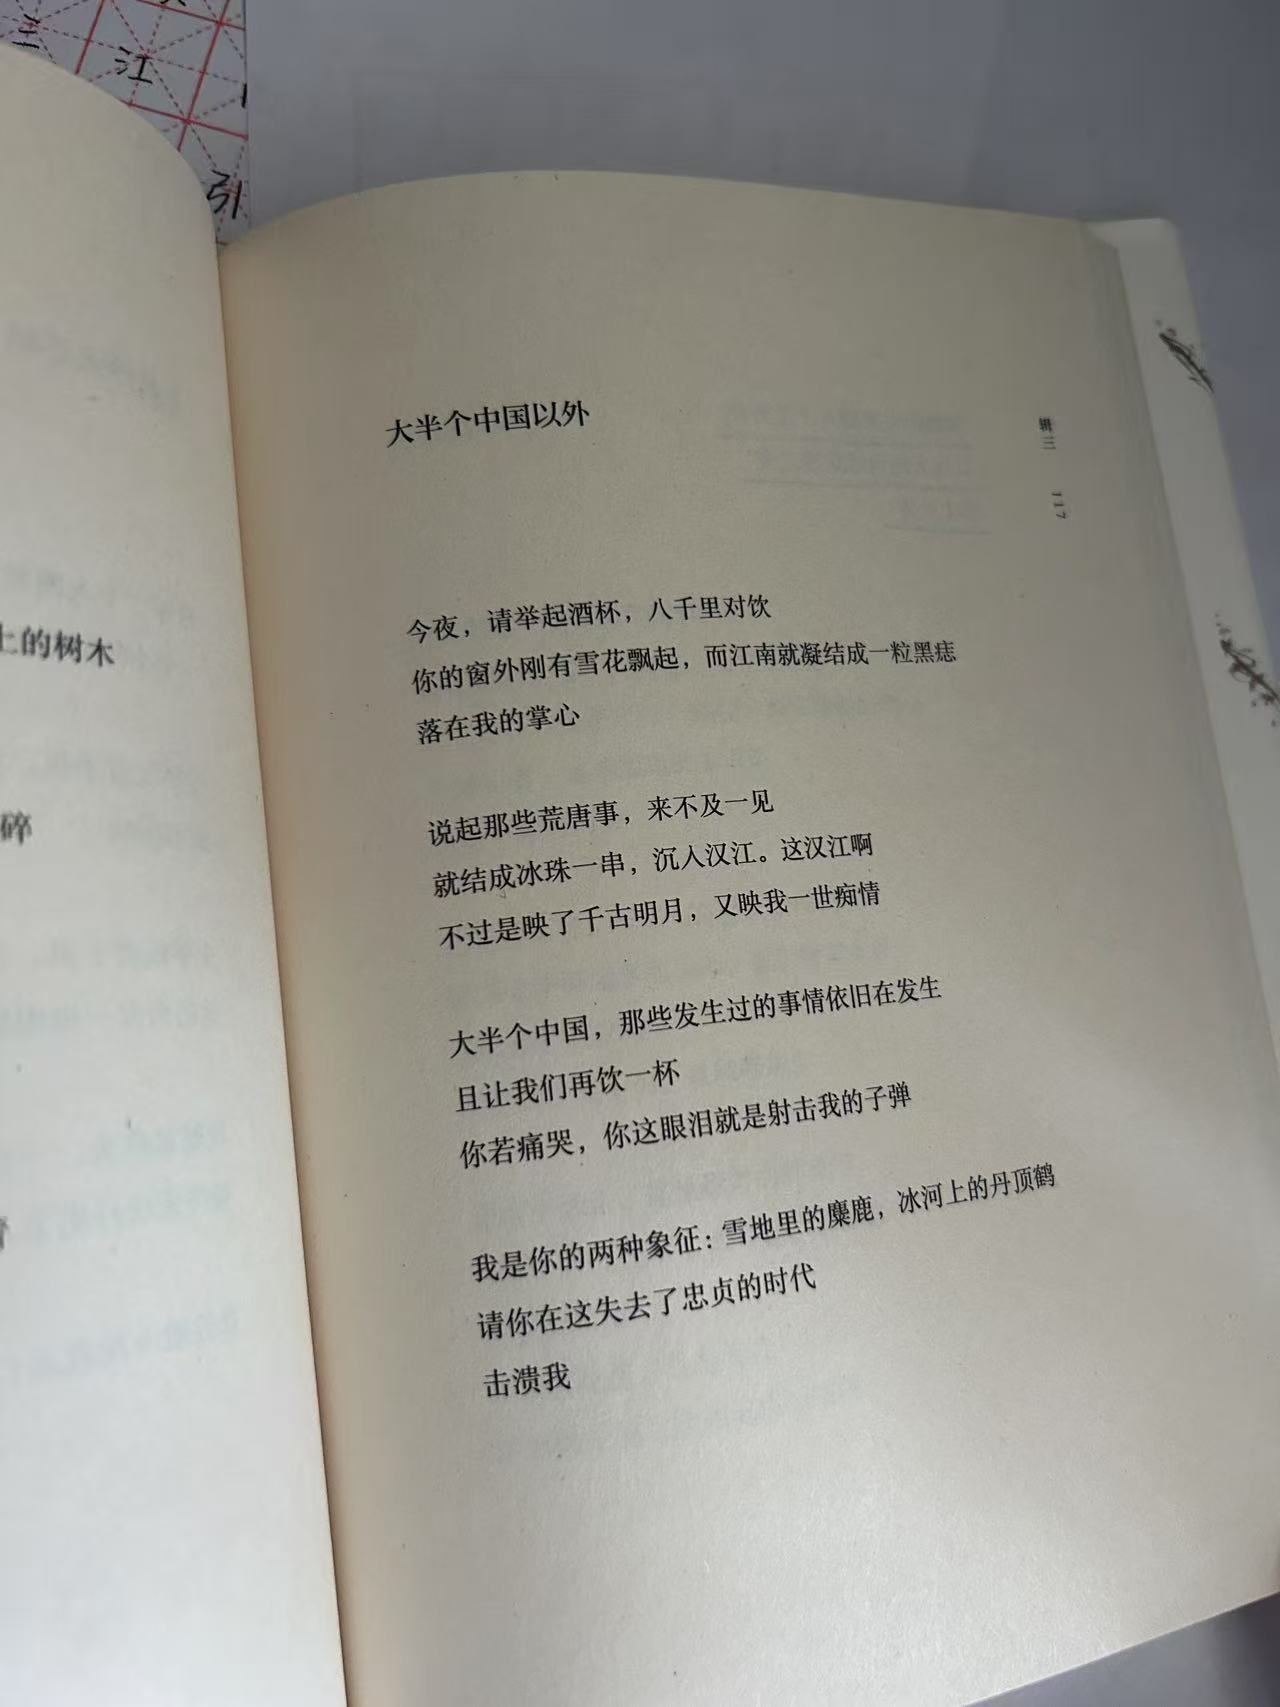 三
江
引
上的树木
碎
大半个中国以外
辑三
117
今夜，请举起酒杯，八千里对饮
你的窗外刚有雪花飘起，而江南就凝结成一粒黑痣
落在我的掌心
说起那些荒唐事，来不及一见
就结成冰珠一串，沉入汉江。这汉江啊
不过是映了千古明月，又映我一世痴情
大半个中国，那些发生过的事情依旧在发生
且让我们再饮一杯
你若痛哭，你这眼泪就是射击我的子弹
我是你的两种象征：雪地里的麋鹿，冰河上的丹顶鹤
请你在这失去了忠贞的时代
击溃我